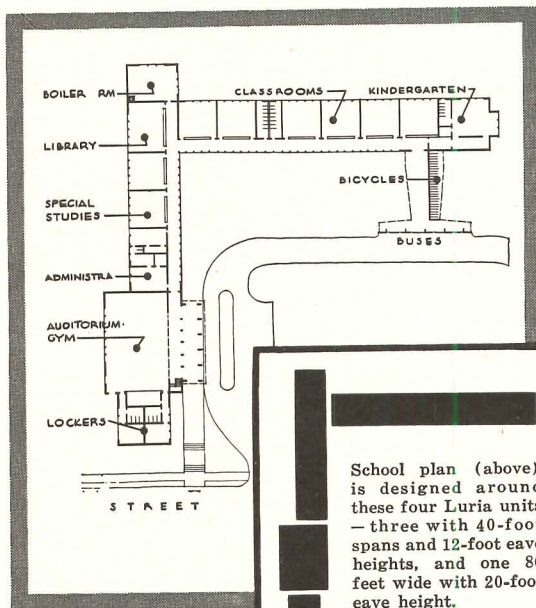 BOILER RM
CLASSROOMS
KINDERGARTEN
LIBRARY
BICYCLES
SPECIAL
STUDIES
BUSES
ADMINISTRA
AUDITORIUM·
GYM
LOCKERS
STREET
School plan (above)
is designed around
these four Luria units
— three with 40-foot
spans and 12-foot eave
heights, and one 80
feet wide with 20-foot
eave height.